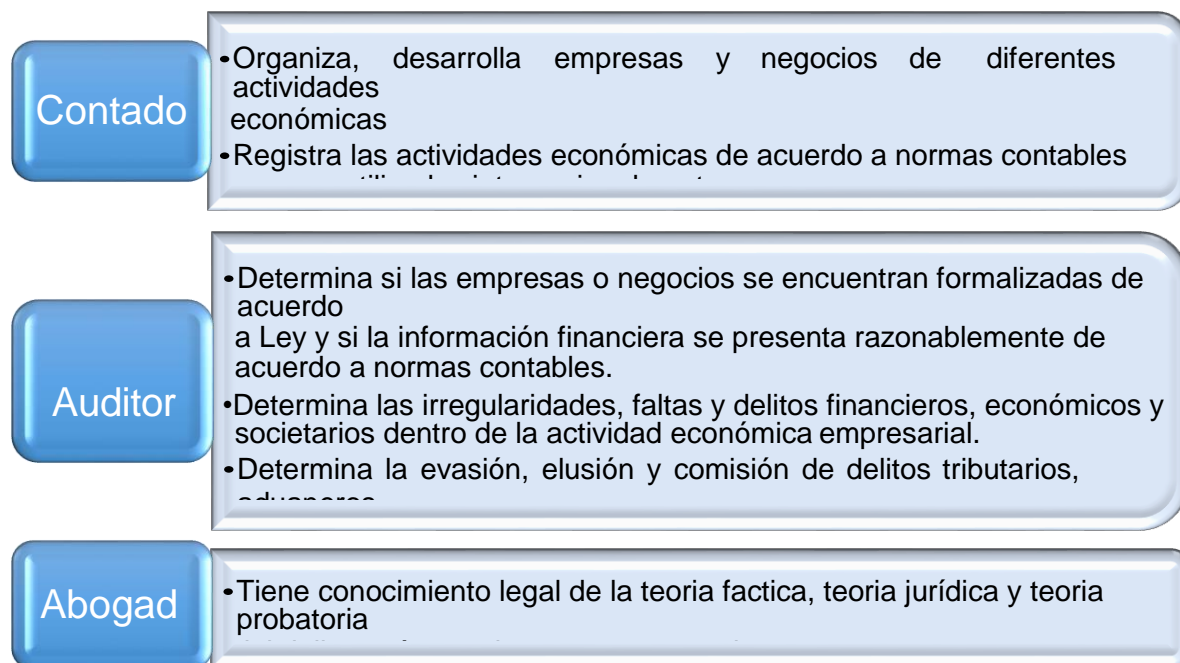 Contado
•Organiza, desarrolla empresas y negocios de diferentes
actividades
económicas
•Registra las actividades económicas de acuerdo a normas contables
Auditor
•Determina si las empresas o negocios se encuentran formalizadas de
acuerdo
a Ley y si la información financiera se presenta razonablemente de
acuerdo a normas contables.
•Determina las irregularidades, faltas y delitos financieros, económicos y
societarios dentro de la actividad económica empresarial.
•Determina la evasión, elusión y comisión de delitos tributarios,
Abogad
•Tiene conocimiento legal de la teoria factica, teoria jurídica y teoria
probatoria